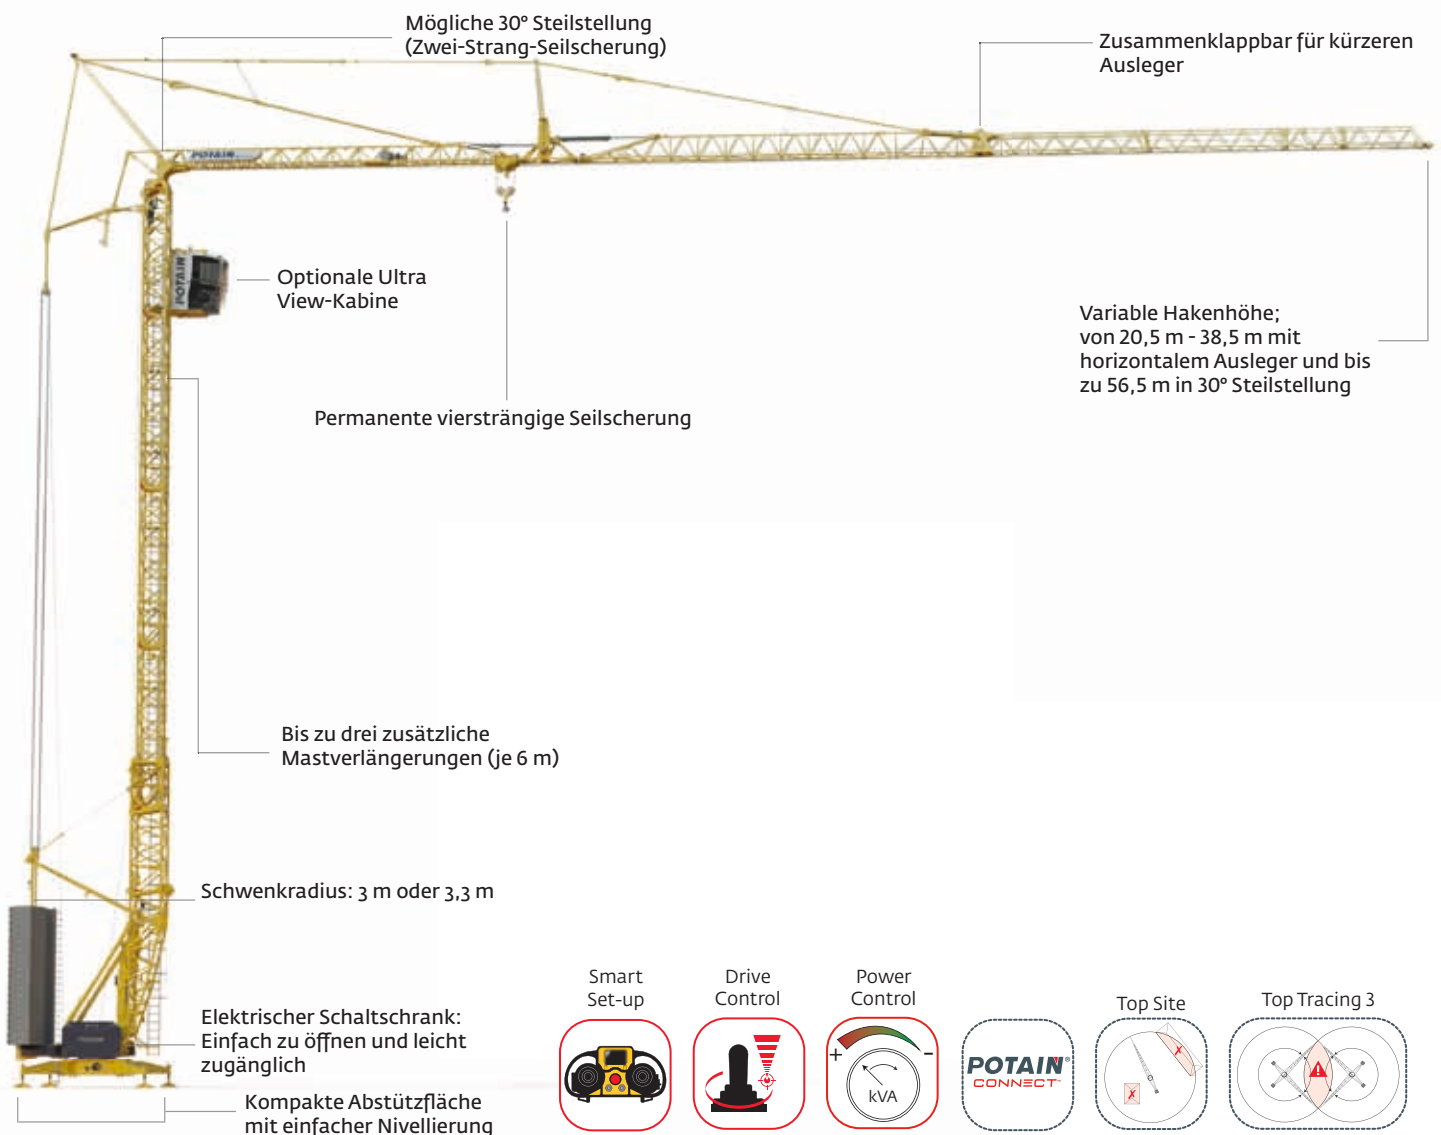 Mögliche 30° Steilstellung
(Zwei-Strang-Seilscherung)
Zusammenklappbar für kürzeren
Ausleger
POTAIN
POTAIN
Optionale Ultra
View-Kabine
Variable Hakenhöhe;
von 20,5 m - 38,5 m mit
horizontalem Ausleger und bis
zu 56,5 m in 30° Steilstellung
Permanente viersträngige Seilscherung
Bis zu drei zusätzliche
Mastverlängerungen (je 6 m)
Schwenkradius: 3 m oder 3,3 m
Elektrischer Schaltschrank:
Einfach zu öffnen und leicht
zugänglich
Kompakte Abstützfläche
mit einfacher Nivellierung
Smart
Set-up
Drive
Control
Power
Control
+ -
kVA
POTAIN®
CONNECT™
Top Site
Top Tracing 3